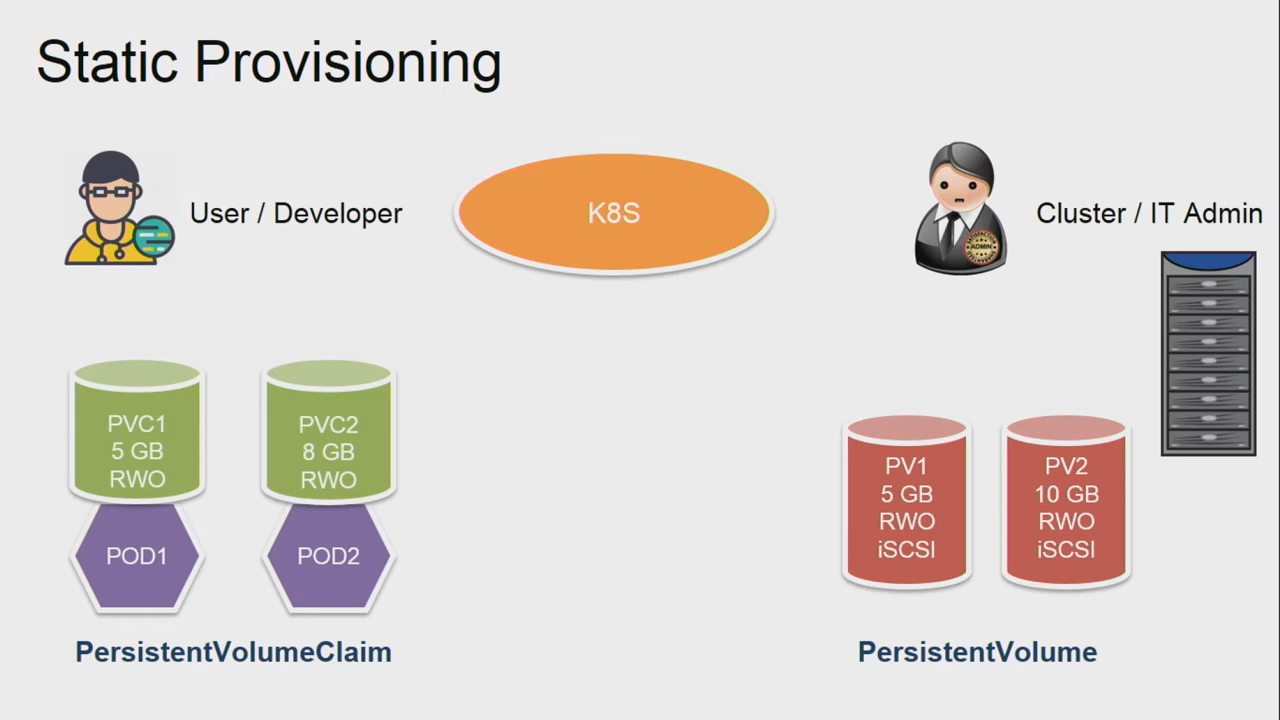 Static Provisioning
User / Developer
K8S
Cluster / IT Admin
ADMIN
PVC1
5 GB
RWO
PVC2
8 GB
RWO
POD1
POD2
PV1
5 GB
RWO
iSCSI
PV2
10 GB
RWO
iSCSI
PersistentVolumeClaim
PersistentVolume